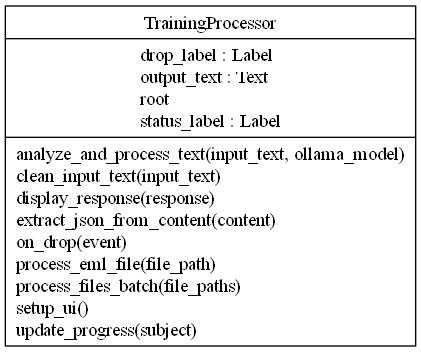 TrainingProcessor
drop_label : Label
output_text : Text
root
status_label : Label
analyze_and_process_text(input_text, ollama_model)
clean_input_text(input_text)
display_response(response)
extract_json_from_content(content)
on_drop(event)
process_eml_file(file_path)
process_files_batch(file_paths)
setup_ui()
update_progress(subject)